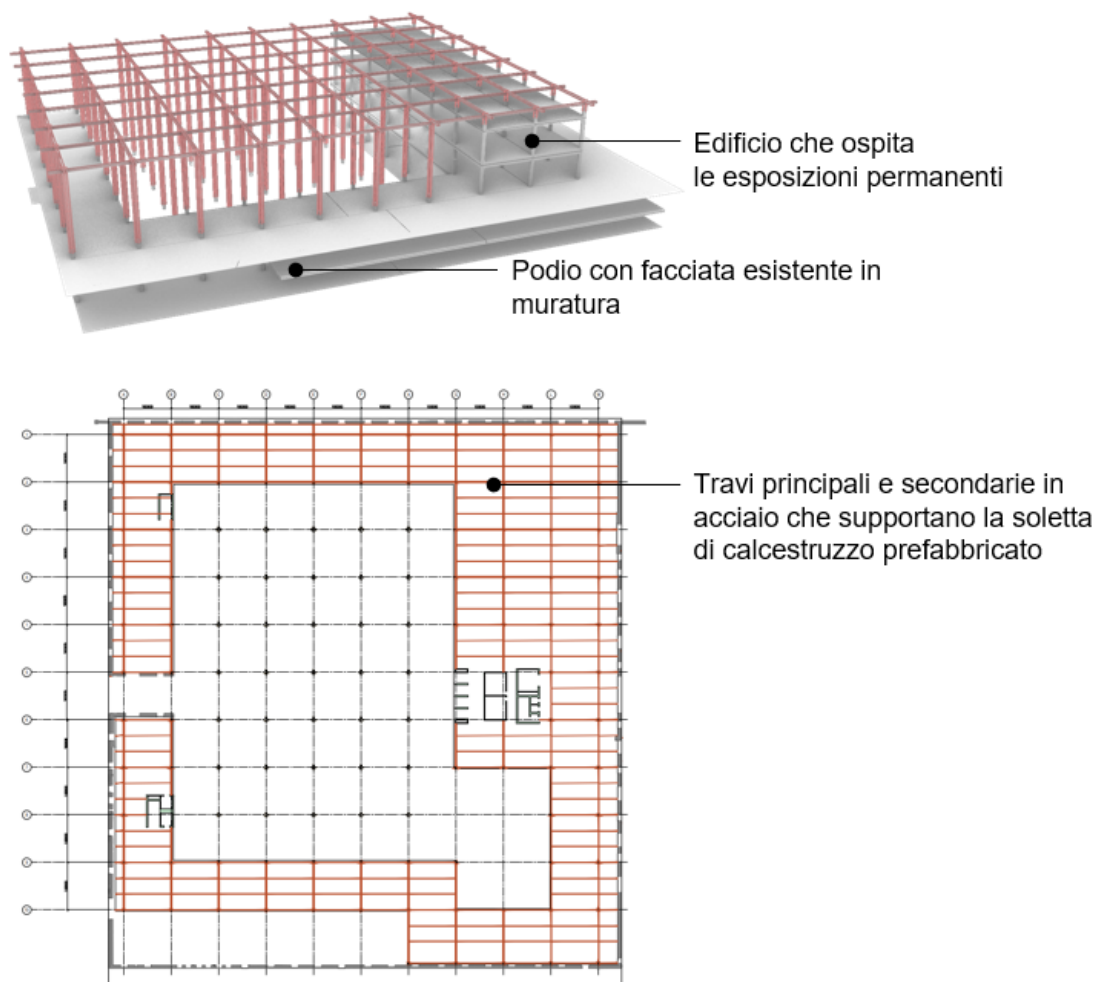 Edificio che ospita
le esposizioni permanenti
Podio con facciata esistente in
muratura
Travi principali e secondarie in
acciaio che supportano la soletta
di calcestruzzo prefabbricato